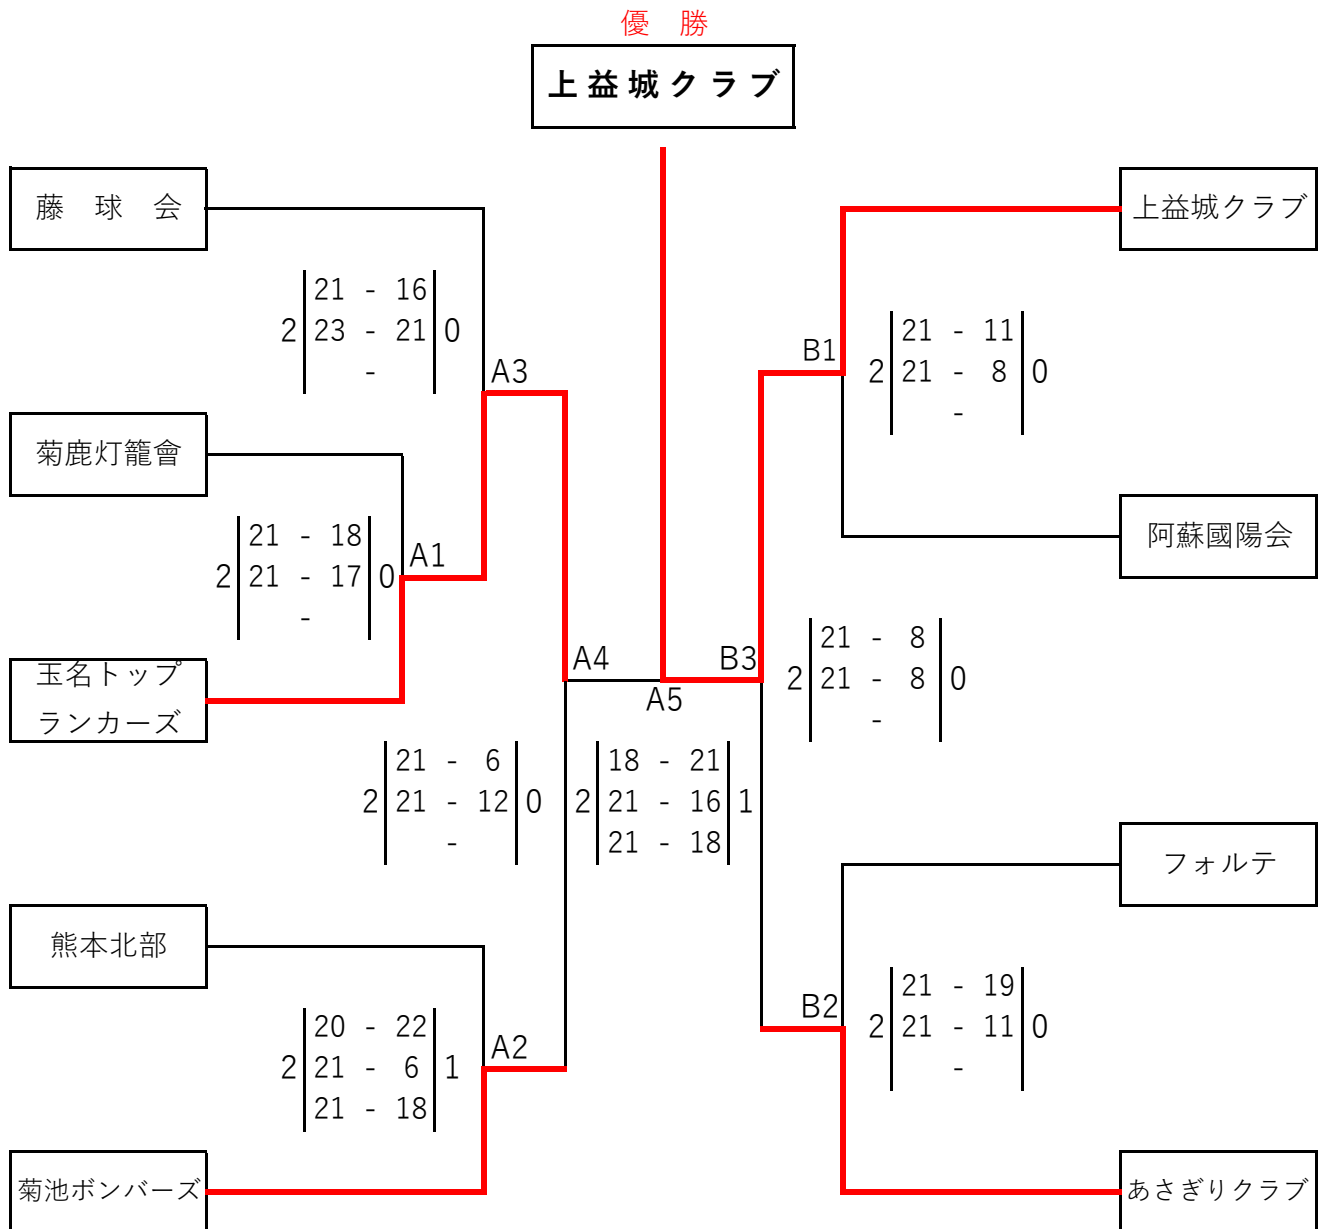 優　勝
上益城クラブ
藤　球　会
上益城クラブ
21 - 16
2 23 - 21 0
-
A3
B1
21 - 11
2 21 - 8 0
-
菊鹿灯籠會
阿蘇國陽会
21 - 18
2 21 - 17 0
-
A1
玉名トップ
ランカーズ
A4
A5
B3
21 - 8
2 21 - 8 0
-
21 - 6
2 21 - 12 0
-
18 - 21
2 21 - 16 1
21 - 18
フォルテ
熊本北部
20 - 22
2 21 - 6 1
21 - 18
A2
B2
21 - 19
2 21 - 11 0
-
菊池ボンバーズ
あさぎりクラブ